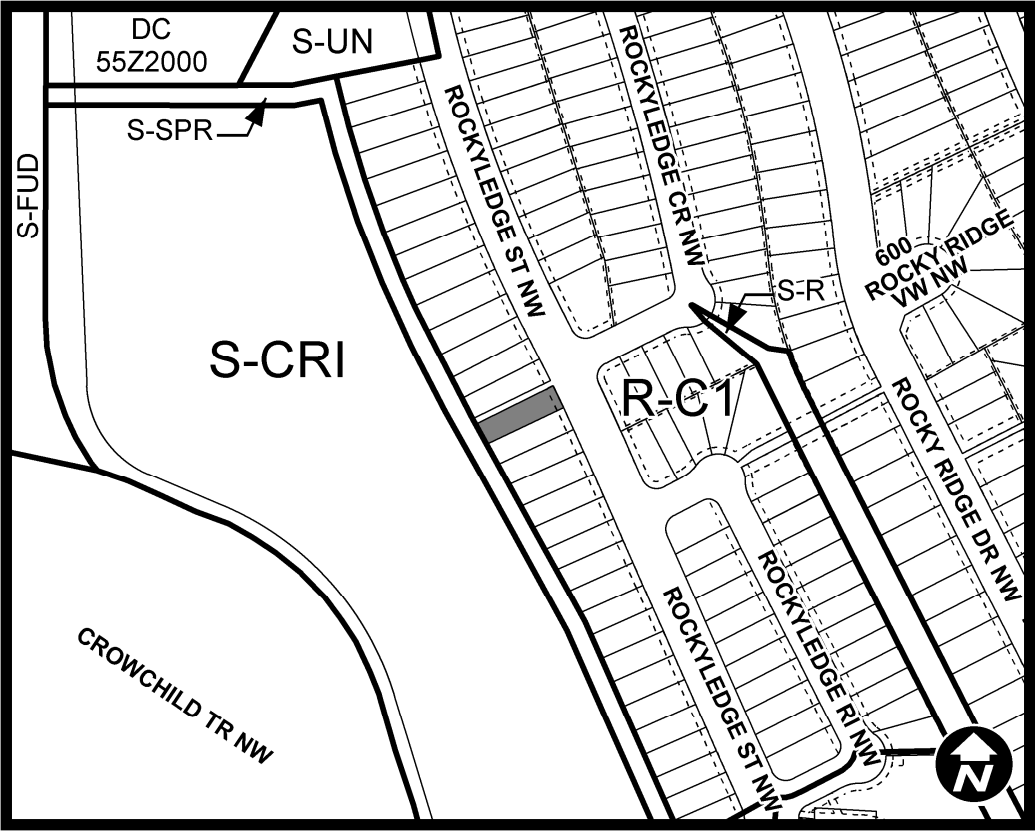 DC
55Z2000
S-UN
S-SPR
S-FUD
ROCKYLEDGE ST NW
ROCKYLEDGE CR NW
600
ROCKY RIDGE
VW NW
S-R
S-CRI
R-C1
ROCKY RIDGE DR NW
ROCKYLEDGE RI NW
ROCKYLEDGE ST NW
CROWCHILD TR NW
N